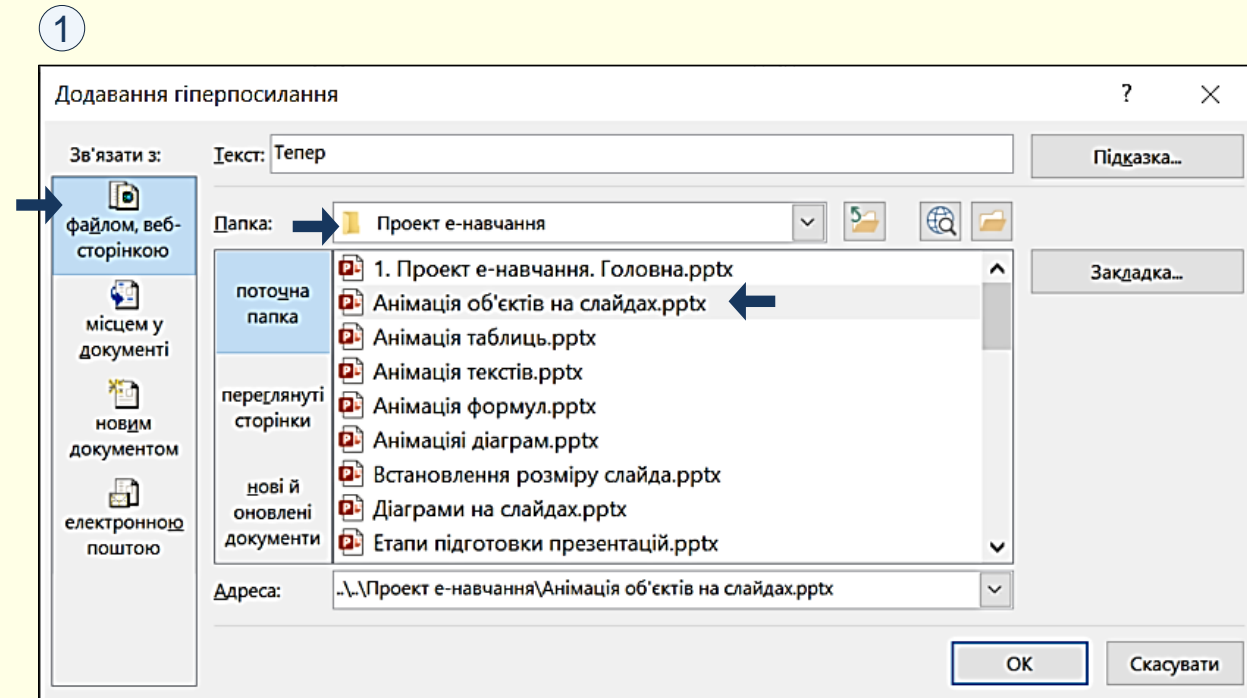 1
Додавання гіперпосилання
?
Зв'язати з:
Текст:
Тепер
Підказка...
файлом, веб-
сторінкою
Папка:
Проект е-навчання
поточна
папка
1. Проект е-навчання. Головна.pptx
Закладка...
Анімація об'єктів на слайдах.pptx
місцем у
документі
Анімація таблиць.pptx
Анімація текстів.pptx
переглянуті
сторінки
Анімація формул.pptx
новим
документом
Анімаціяі діаграм.pptx
Встановлення розміру слайда.pptx
нові й
оновлені
документи
Діаграми на слайдах.pptx
електронною
поштою
Етапи підготовки презентацій.pptx
Адреса:
..\..\Проект е-навчання\Анімація об'єктів на слайдах.pptx
ОК
Скасувати